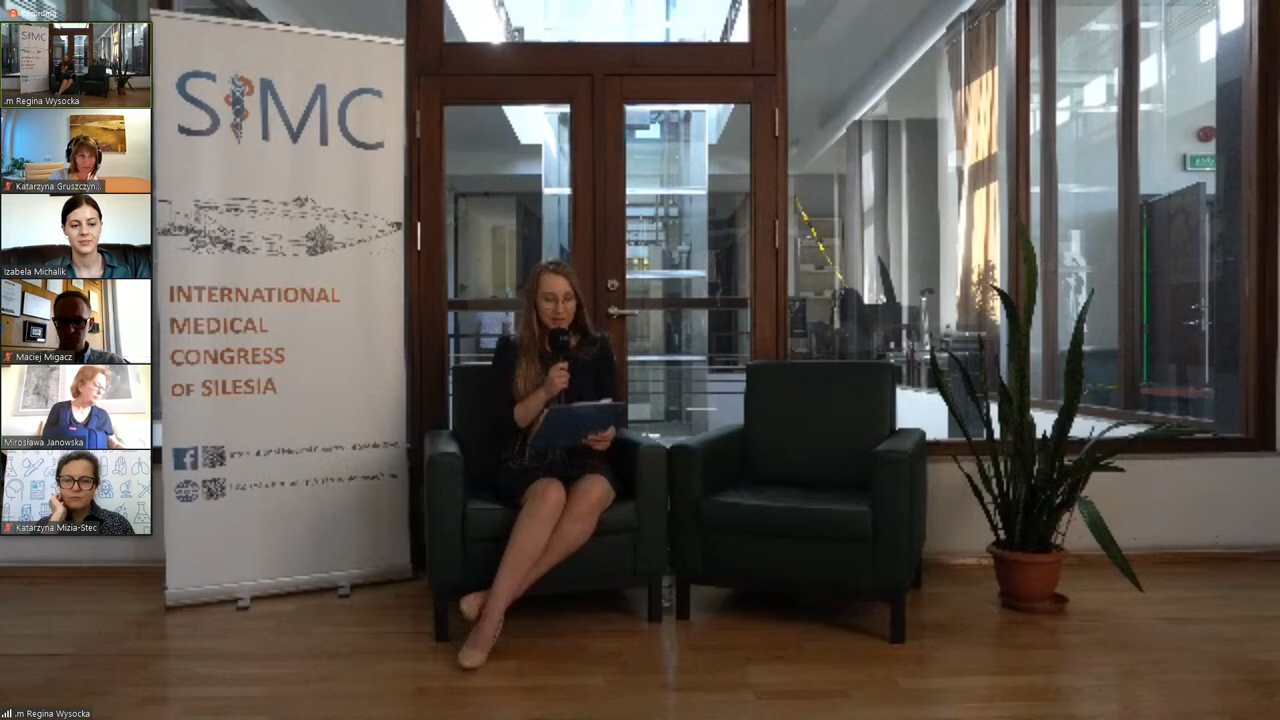 Recording
.m Regina Wysocka
Katarzyna Gruszczyn...
Izabela Michalik
Maciej Migacz
Mirosława Janowska
Katarzyna Mizia-Stec
SIMC
INTERNATIONAL
MEDICAL
CONGRESS
OF SILESIA
.m Regina Wysocka